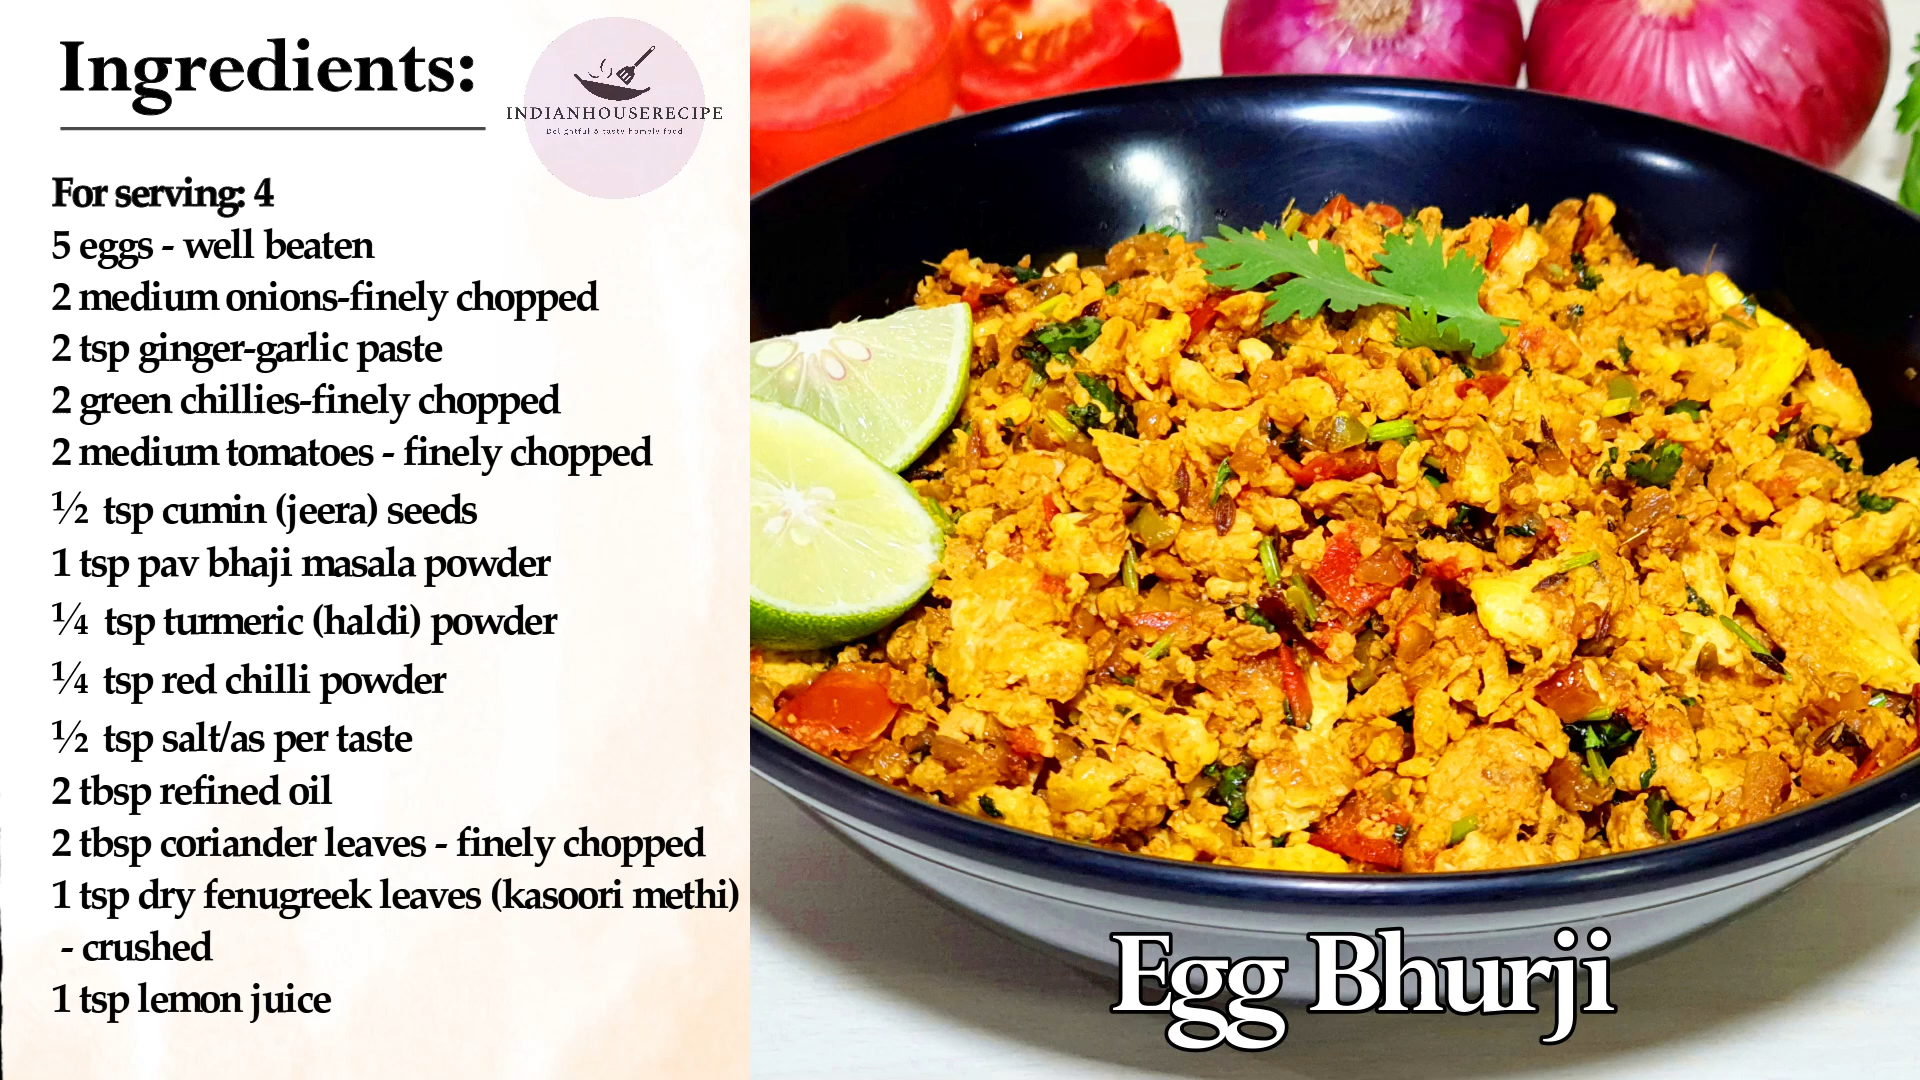 Ingredients:
INDIANHOUSERECIPE
Delightful & taste homely food
For serving: 4
5 eggs - well beaten
2 medium onions-finely chopped
2 tsp ginger-garlic paste
2 green chillies-finely chopped
2 medium tomatoes - finely chopped
½ tsp cumin (jeera) seeds
1 tsp pav bhaji masala powder
¼ tsp turmeric (haldi) powder
¼ tsp red chilli powder
½ tsp salt/as per taste
2 tbsp refined oil
2 tbsp coriander leaves - finely chopped
1 tsp dry fenugreek leaves (kasoori methi)
- crushed
1 tsp lemon juice
Egg Bhurji